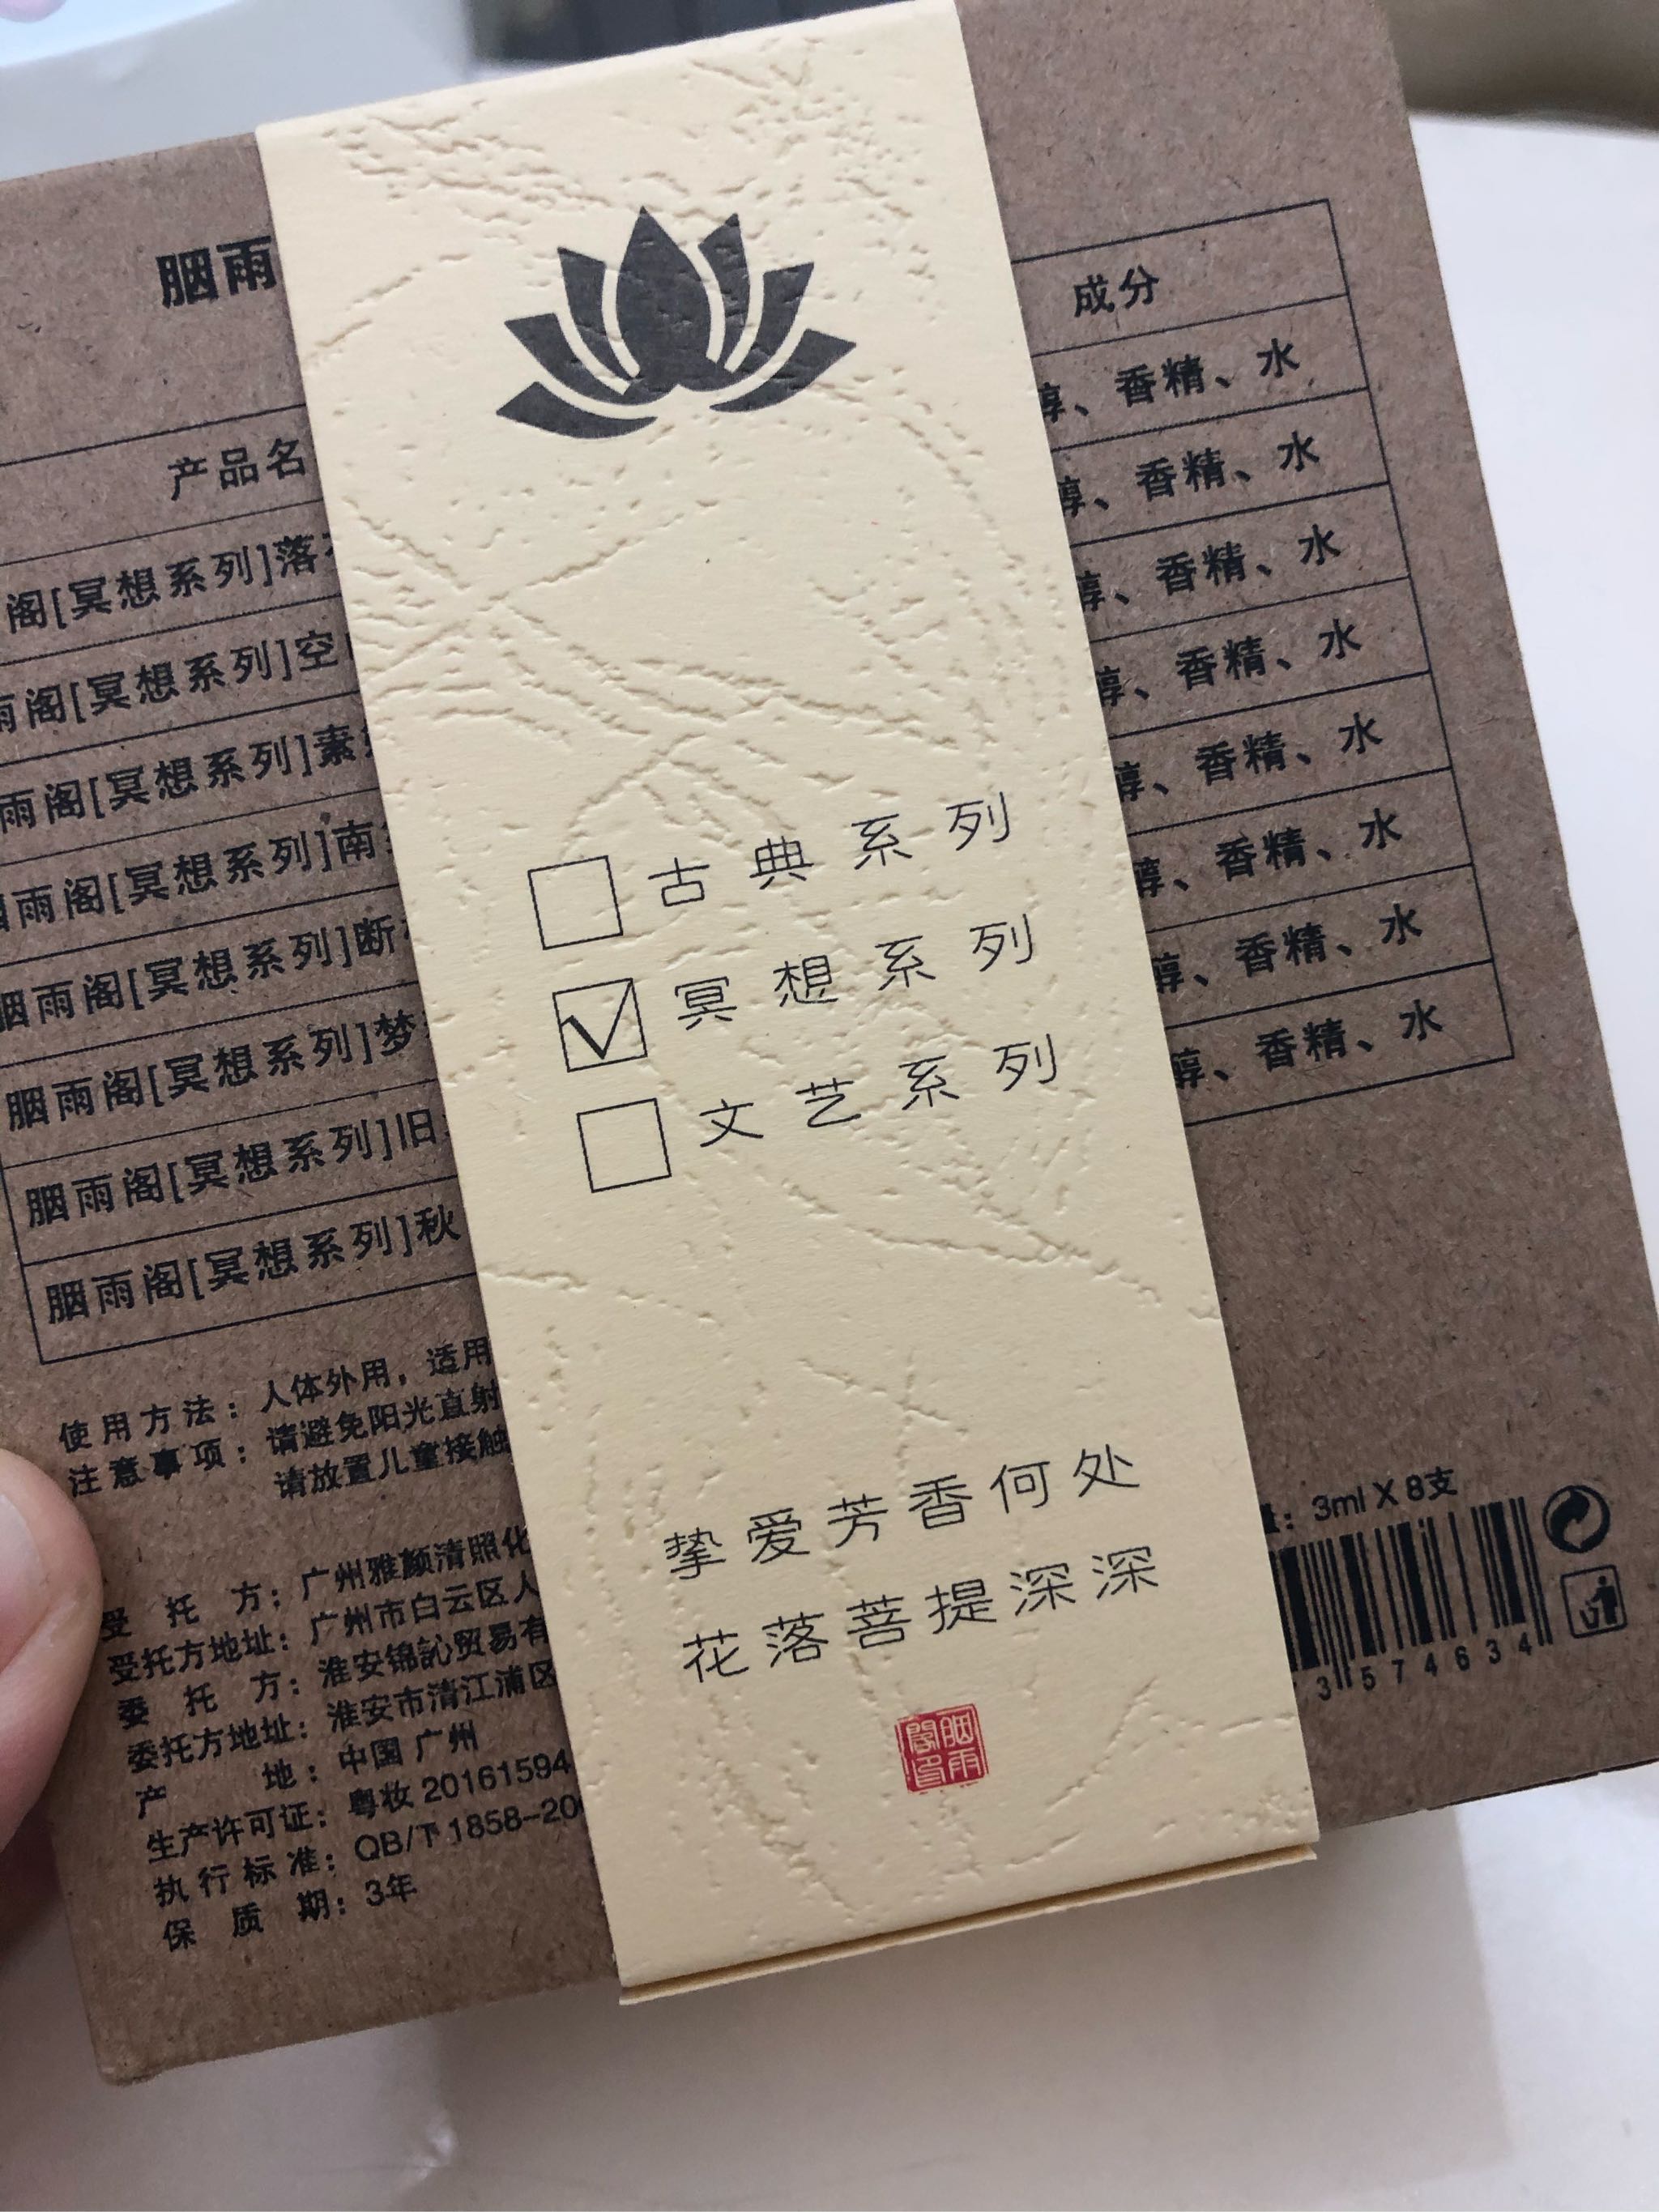 胭雨
产品名
成分
阁[冥想系列]落
醇、香精、水
雨阁[冥想系列]空
醇、香精、水
雨阁[冥想系列]素
醇、香精、水
胭雨阁[冥想系列]南
醇、香精、水
胭雨阁[冥想系列]断
醇、香精、水
胭雨阁[冥想系列]梦
醇、香精、水
胭雨阁[冥想系列]旧
醇、香精、水
胭雨阁[冥想系列]秋
醇、香精、水
古典系列
冥想系列
文艺系列
挚爱芳香何处
花落菩提深深
胭雨閣印
使用方法：人体外用，适用
注意事项：请避免阳光直射
请放置儿童接触
受托方：广州雅颜清照化
受托方地址：广州市白云区人
委托方：淮安锦訫贸易有
委托方地址：淮安市清江浦区
产地：中国 广州
生产许可证：粤妆 20161594
执行标准：QB/T 1858-20
保质期：3年
量：3ml X 8支
3 574634